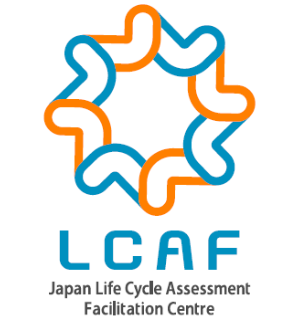 LCAF
Japan Life Cycle Assessment
Facilitation Centre